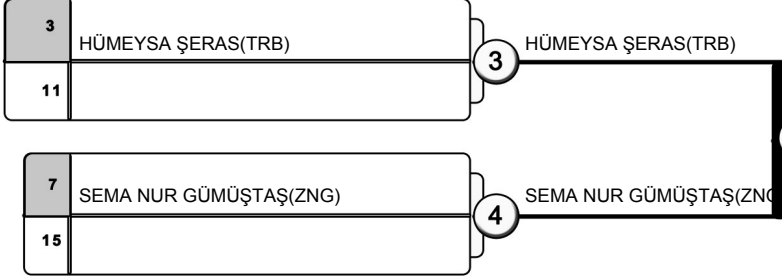 3
HÜMEYSA ŞERAS(TRB)
3
HÜMEYSA ŞERAS(TRB)
11
7
SEMA NUR GÜMÜŞTAŞ(ZNG)
4
SEMA NUR GÜMÜŞTAŞ(ZNG
15